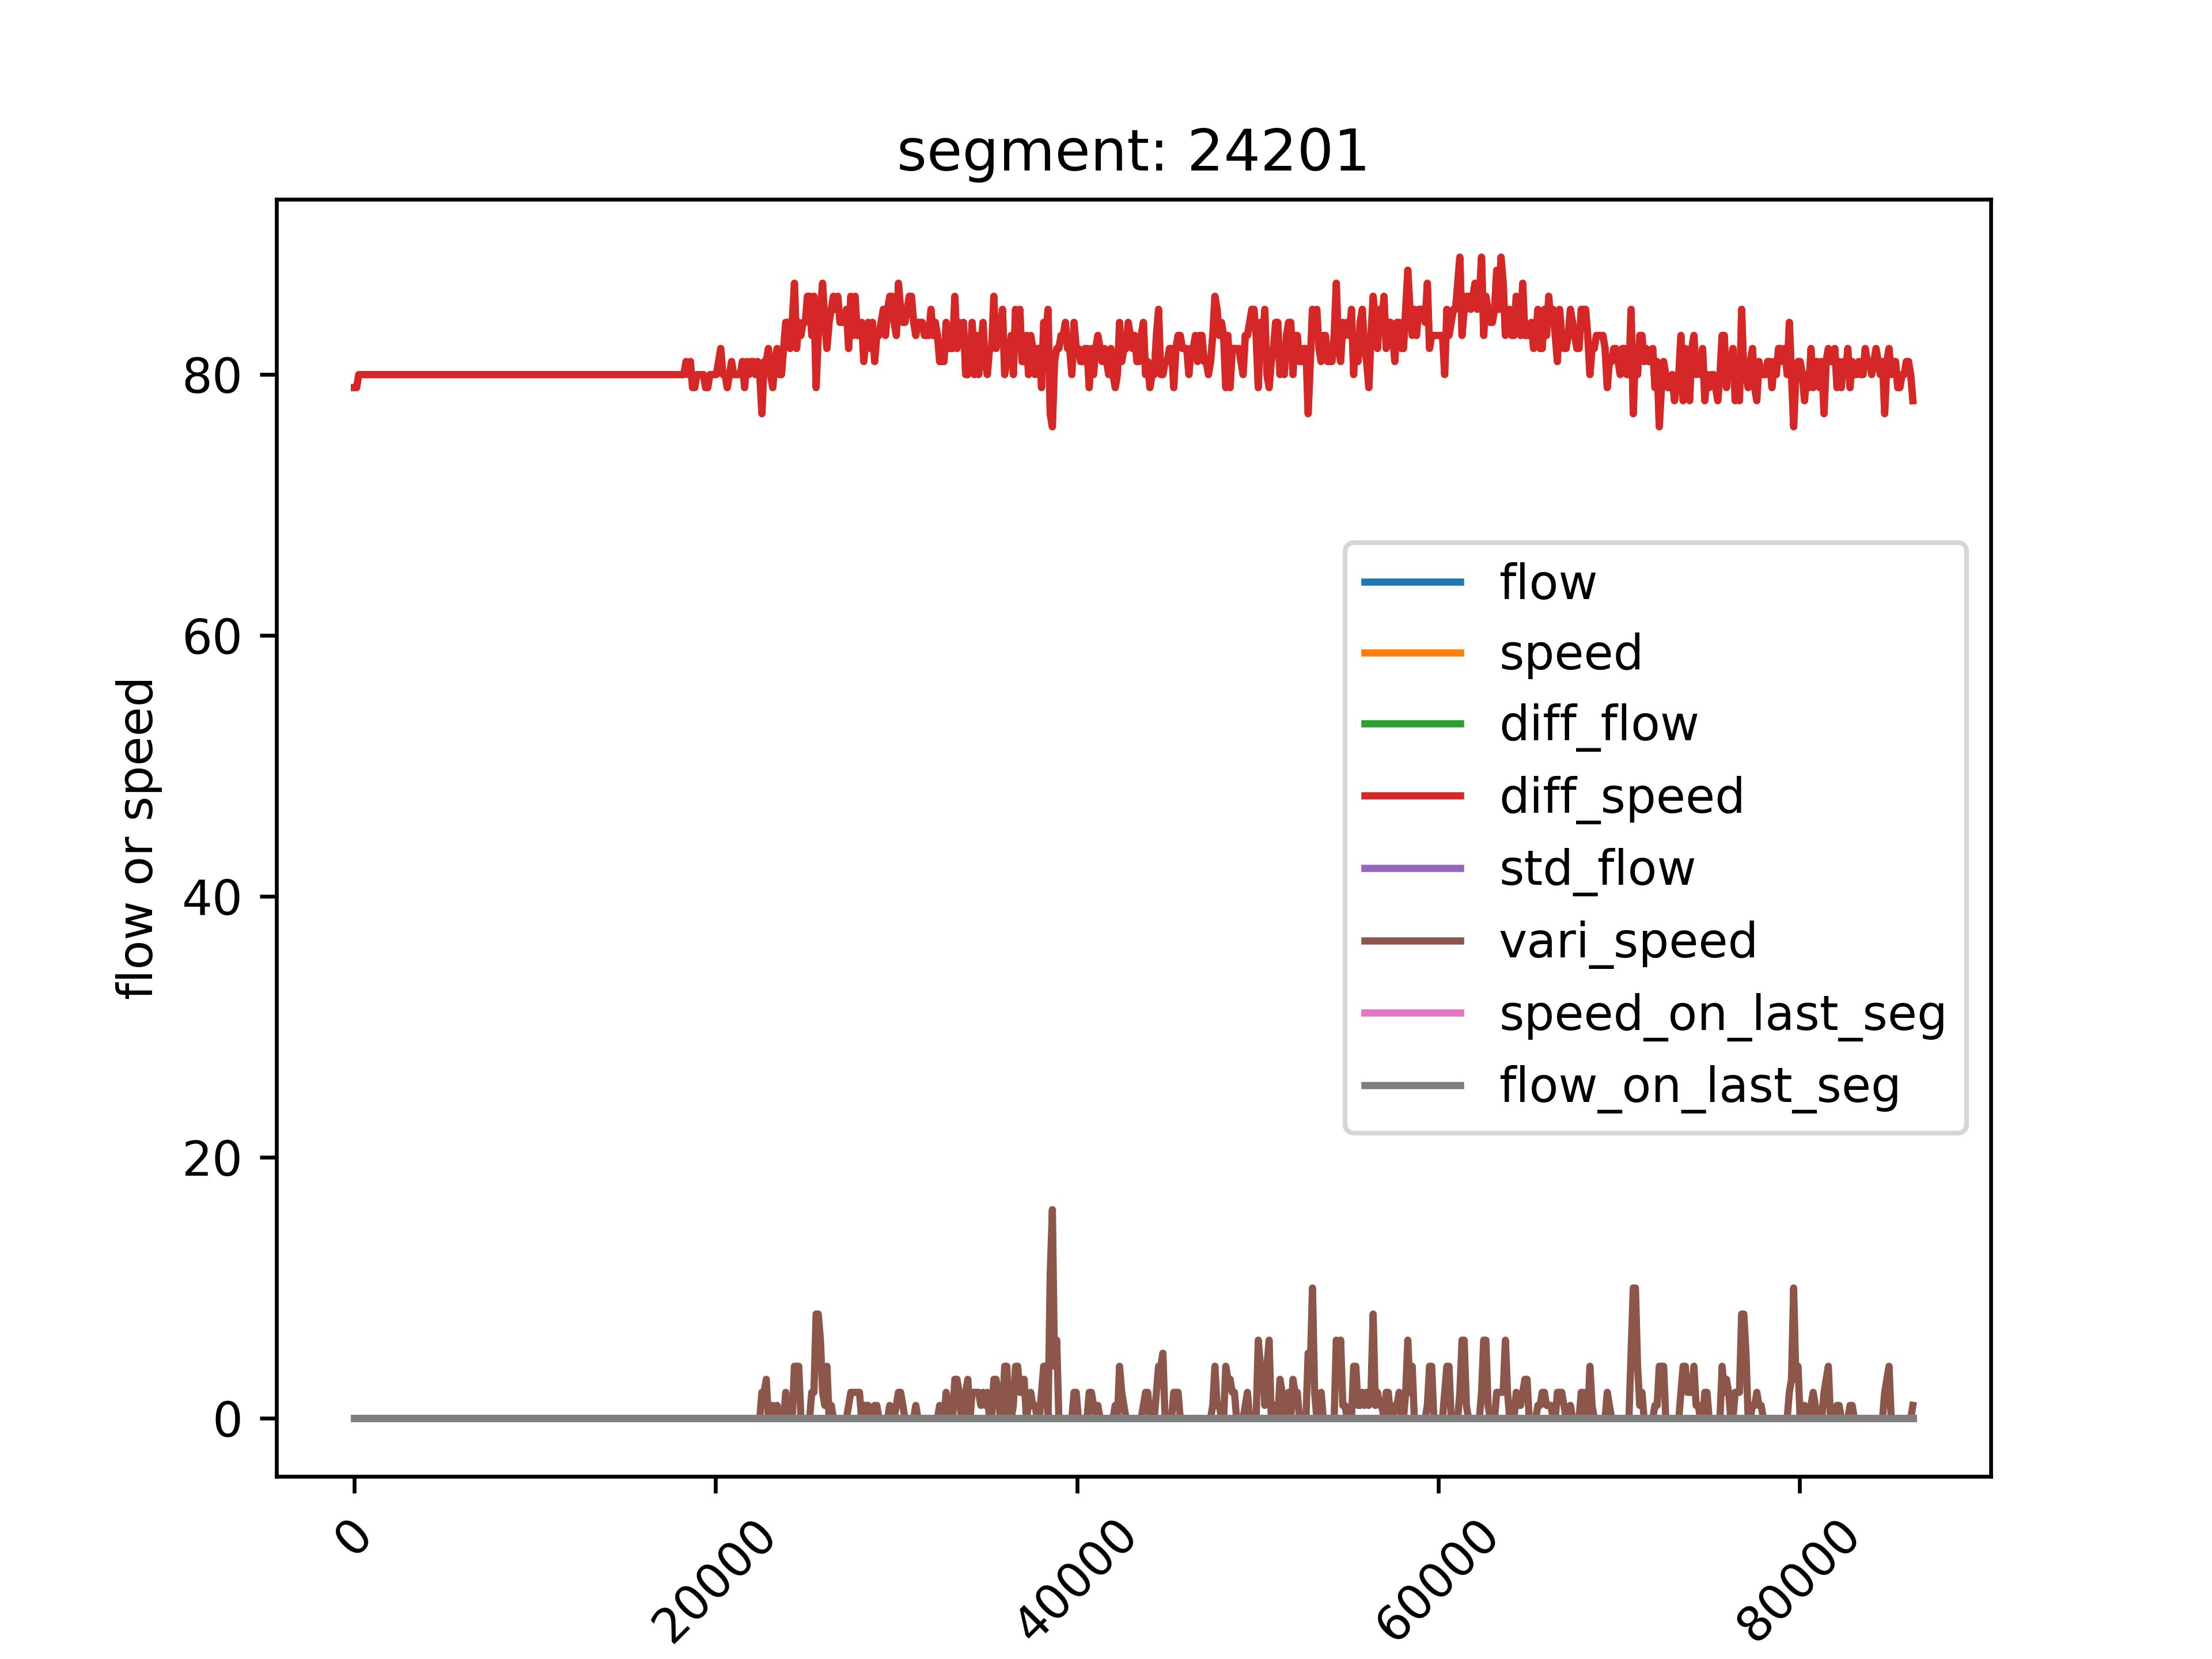 segment: 24201
flow or speed
80
60
40
20
0
flow
speed
diff_flow
diff_speed
std_flow
vari_speed
speed_on_last_seg
flow_on_last_seg
0
20000
40000
60000
80000